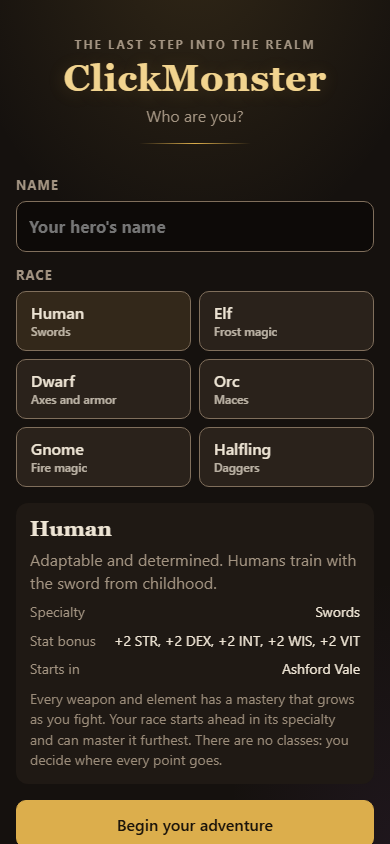 THE LAST STEP INTO THE REALM
ClickMonster
Who are you?
NAME
Your hero's name
RACE
Human
Swords
Elf
Frost magic
Dwarf
Axes and armor
Orc
Maces
Gnome
Fire magic
Halfling
Daggers
Human
Adaptable and determined. Humans train with
the sword from childhood.
Specialty Swords
Stat bonus +2 STR, +2 DEX, +2 INT, +2 WIS, +2 VIT
Starts in Ashford Vale
Every weapon and element has a mastery that grows
as you fight. Your race starts ahead in its specialty
and can master it furthest. There are no classes: you
decide where every point goes.
Begin your adventure